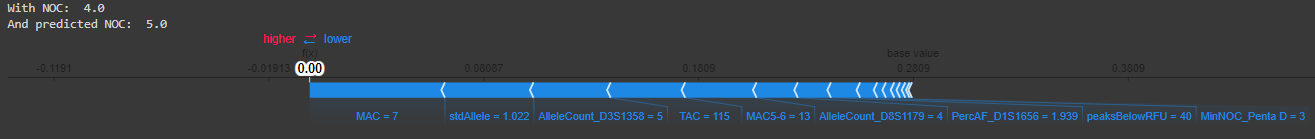 With NOC:  4.0
And predicted NOC:  5.0
higher ⇄ lower
f(x) base value
-0.1191 -0.01913 0.00 0.08087 0.1809 0.2809 0.3809
MAC = 7 stdAllele = 1.022 AlleleCount_D3S1358 = 5 TAC = 115 MAC5-6 = 13 AlleleCount_D8S1179 = 4 PercAF_D1S1656 = 1.939 peaksBelowRFU = 40 MinNOC_Penta D = 3